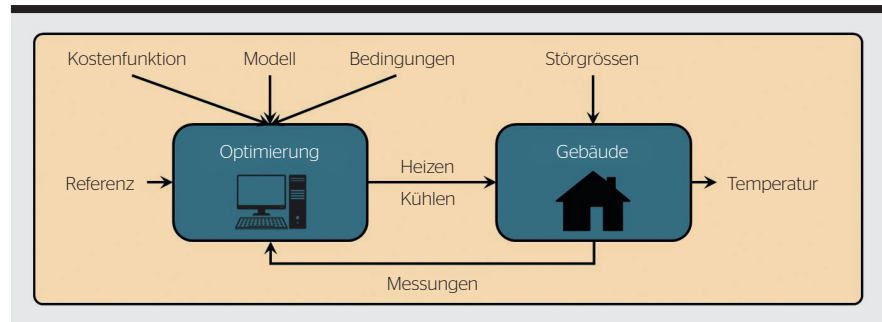 Kostenfunktion Modell Bedingungen Störgrössen
Optimierung Gebäude
Heizen
Referenz Temperatur
Kühlen
Messungen